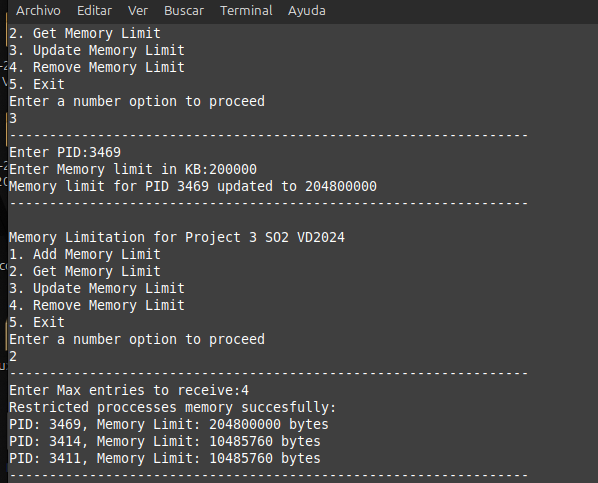 Archivo Editar Ver Buscar Terminal Ayuda
2. Get Memory Limit
3. Update Memory Limit
4. Remove Memory Limit
5. Exit
Enter a number option to proceed
3
-----------------------------------------------------------------
Enter PID:3469
Enter Memory limit in KB:200000
Memory limit for PID 3469 updated to 204800000
-----------------------------------------------------------------
Memory Limitation for Project 3 SO2 VD2024
1. Add Memory Limit
2. Get Memory Limit
3. Update Memory Limit
4. Remove Memory Limit
5. Exit
Enter a number option to proceed
2
-----------------------------------------------------------------
Enter Max entries to receive:4
Restricted proccesses memory succesfully:
PID: 3469, Memory Limit: 204800000 bytes
PID: 3414, Memory Limit: 10485760 bytes
PID: 3411, Memory Limit: 10485760 bytes
-----------------------------------------------------------------